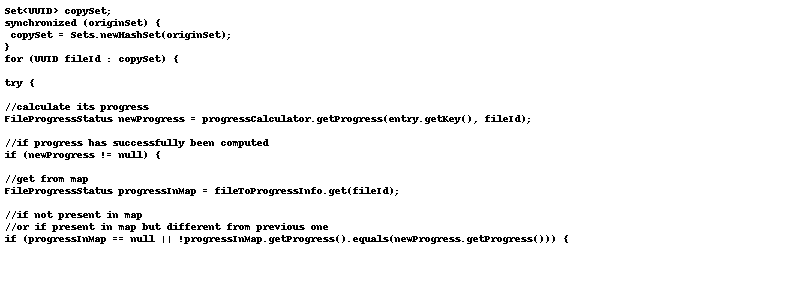 Set<UUID> copySet;
synchronized (originSet) {
copySet = Sets.newHashSet(originSet);
}
for (UUID fileId : copySet) {
try {
//calculate its progress
FileProgressStatus newProgress = progressCalculator.getProgress(entry.getKey(), fileId);
//if progress has successfully been computed
if (newProgress != null) {
//get from map
FileProgressStatus progressInMap = fileToProgressInfo.get(fileId);
//if not present in map
//or if present in map but different from previous one
if (progressInMap == null || !progressInMap.getProgress().equals(newProgress.getProgress())) {